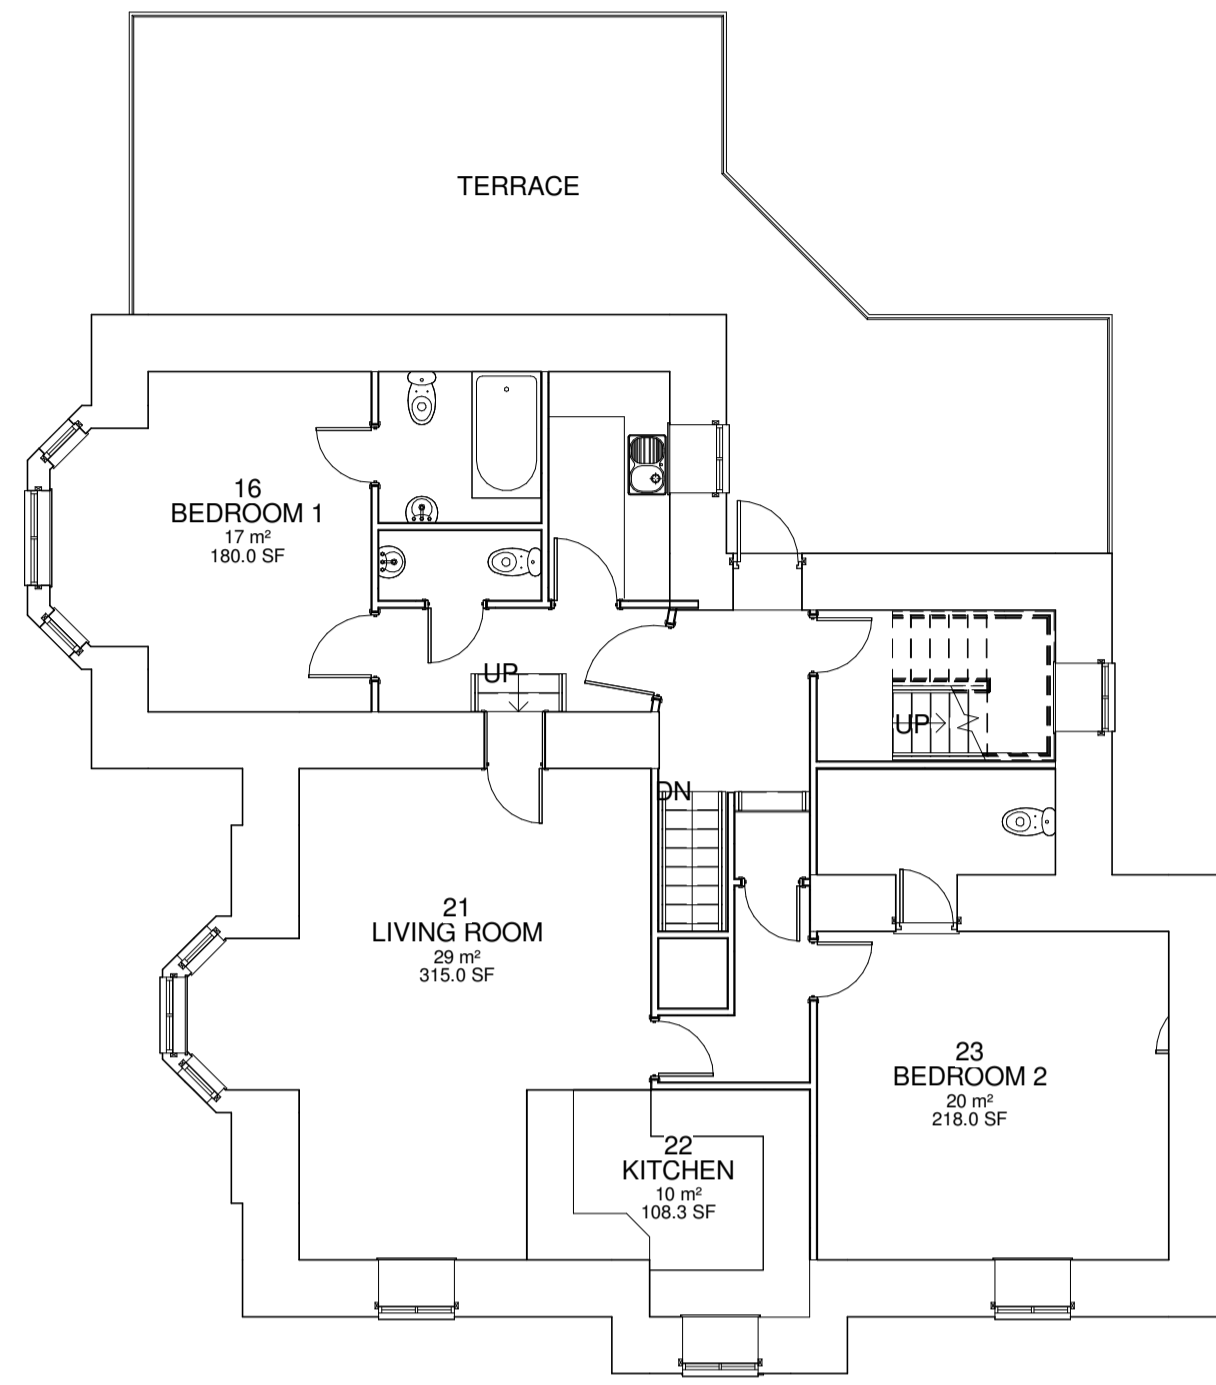 TERRACE
16
BEDROOM 1
17 m²
180.0 SF
UP
UP
DN
21
LIVING ROOM
29 m²
315.0 SF
23
BEDROOM 2
20 m²
218.0 SF
22
KITCHEN
10 m²
108.3 SF